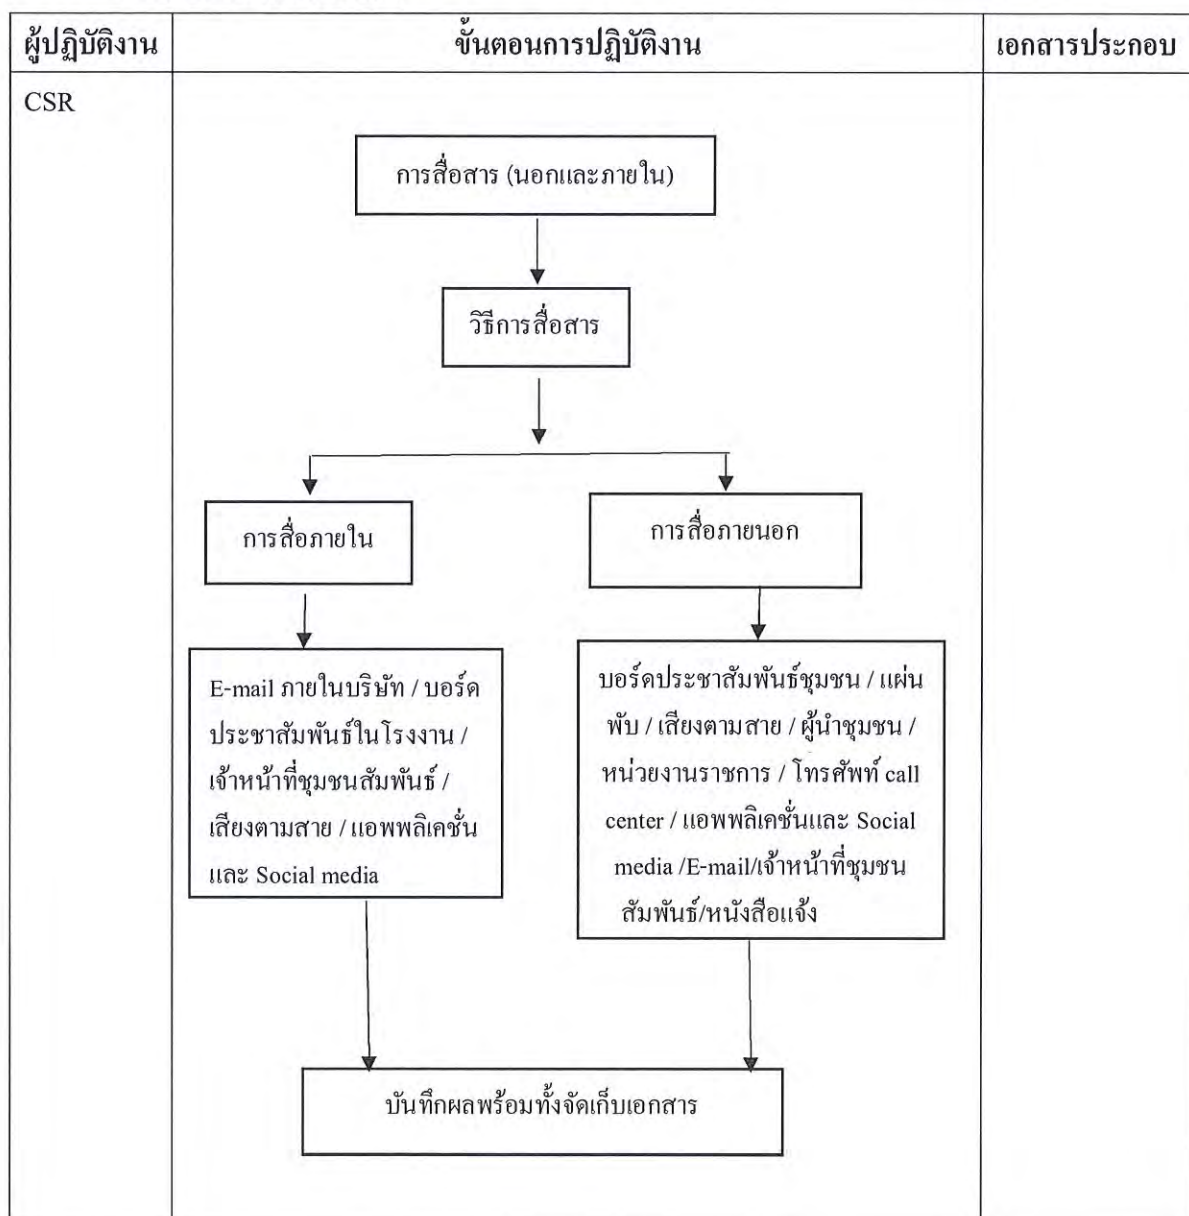 ผู้ปฏิบัติงาน
ขั้นตอนการปฏิบัติงาน
เอกสารประกอบ
CSR
การสื่อสาร (นอกและภายใน)
วิธีการสื่อสาร
การสื่อภายใน
การสื่อภายนอก
E-mail ภายในบริษัท / บอร์ด
ประชาสัมพันธ์ในโรงงาน /
เจ้าหน้าที่ชุมชนสัมพันธ์ /
เสียงตามสาย / แอพพลิเคชั่น
และ Social media
บอร์ดประชาสัมพันธ์ชุมชน / แผ่น
พับ / เสียงตามสาย / ผู้นำชุมชน /
หน่วยงานราชการ / โทรศัพท์ call
center / แอพพลิเคชั่นและ Social
media /E-mail/เจ้าหน้าที่ชุมชน
สัมพันธ์/หนังสือแจ้ง
บันทึกผลพร้อมทั้งจัดเก็บเอกสาร